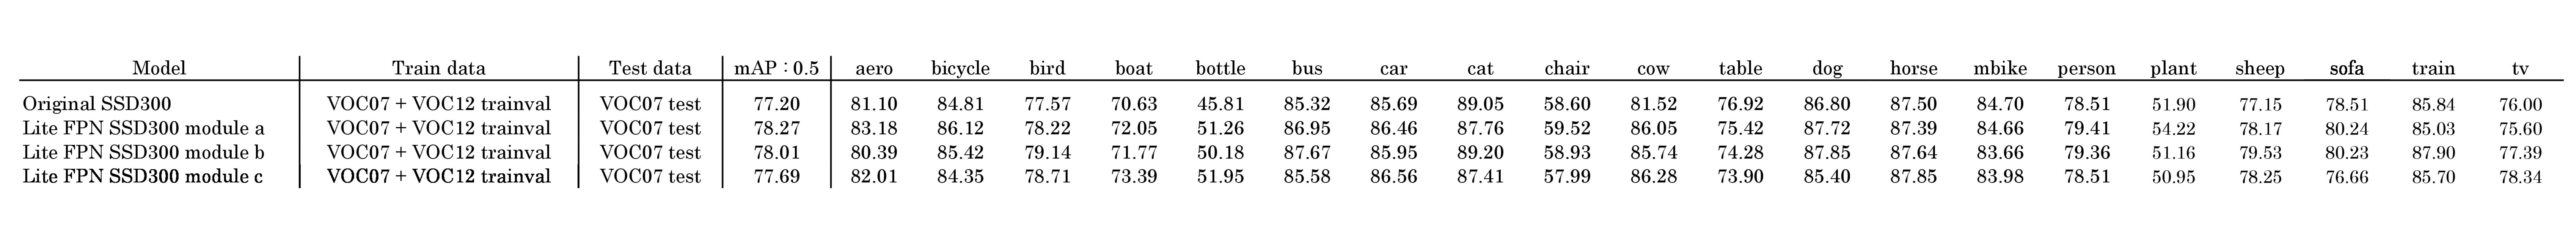 Model Train data Test data mAP : 0.5 aero bicycle bird boat bottle bus car cat chair cow table dog horse mbike person plant sheep sofa train tv
Original SSD300 VOC07 + VOC12 trainval VOC07 test 77.20 81.10 84.81 77.57 70.63 45.81 85.32 85.69 89.05 58.60 81.52 76.92 86.80 87.50 84.70 78.51 51.90 77.15 78.51 85.84 76.00
Lite FPN SSD300 module a VOC07 + VOC12 trainval VOC07 test 78.27 83.18 86.12 78.22 72.05 51.26 86.95 86.46 87.76 59.52 86.05 75.42 87.72 87.39 84.66 79.41 54.22 78.17 80.24 85.03 75.60
Lite FPN SSD300 module b VOC07 + VOC12 trainval VOC07 test 78.01 80.39 85.42 79.14 71.77 50.18 87.67 85.95 89.20 58.93 85.74 74.28 87.85 87.64 83.66 79.36 51.16 79.53 80.23 87.90 77.39
Lite FPN SSD300 module c VOC07 + VOC12 trainval VOC07 test 77.69 82.01 84.35 78.71 73.39 51.95 85.58 86.56 87.41 57.99 86.28 73.90 85.40 87.85 83.98 78.51 50.95 78.25 76.66 85.70 78.34